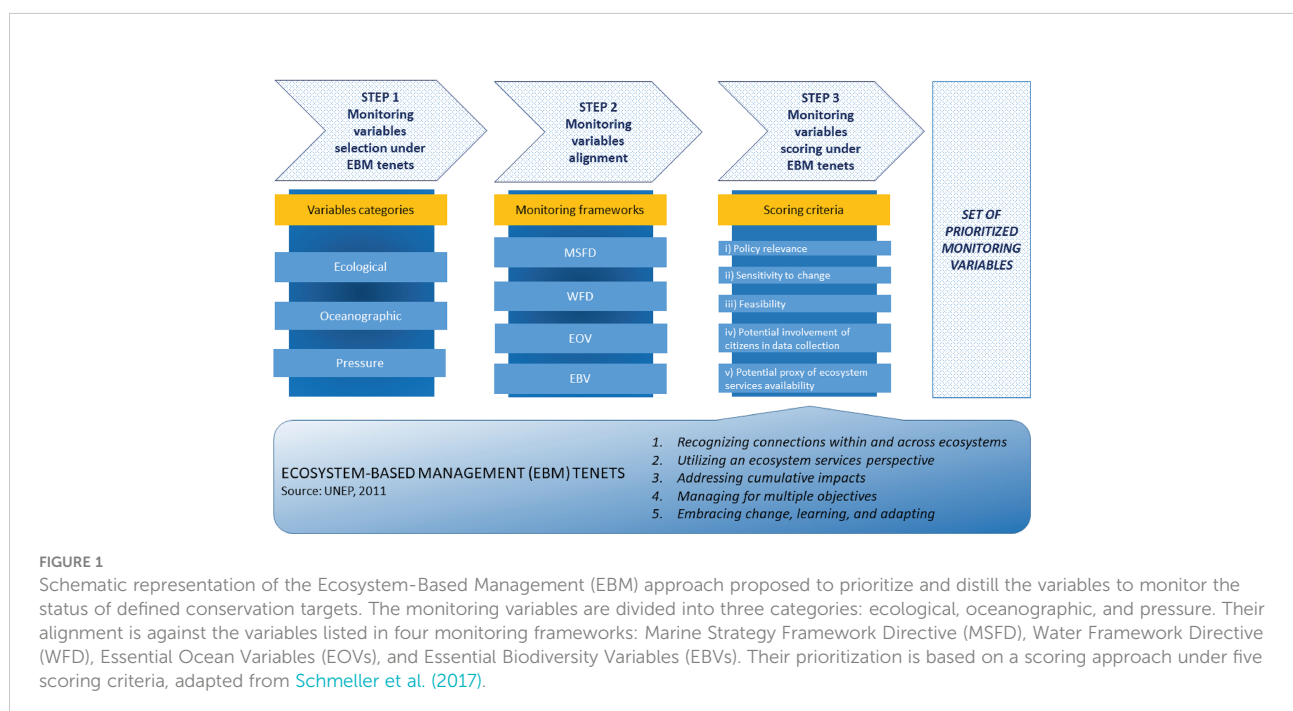 STEP 1
Monitoring
variables
selection under
EBM tenets
STEP 2
Monitoring
variables
alignment
STEP 3
Monitoring
variables
scoring under
EBM tenets
Variables categories
Ecological
Oceanographic
Pressure
Monitoring frameworks
MSFD
WFD
EOV
EBV
Scoring criteria
i) Policy relevance
ii) Sensitivity to change
iii) Feasibility
iv) Potential involvement of
citizens in data collection
v) Potential proxy of ecosystem
services availability
SET OF
PRIORITIZED
MONITORING
VARIABLES
ECOSYSTEM-BASED MANAGEMENT (EBM) TENETS
Source: UNEP, 2011
1. Recognizing connections within and across ecosystems
2. Utilizing an ecosystem services perspective
3. Addressing cumulative impacts
4. Managing for multiple objectives
5. Embracing change, learning, and adapting
FIGURE 1
Schematic representation of the Ecosystem-Based Management (EBM) approach proposed to prioritize and distill the variables to monitor the
status of defined conservation targets. The monitoring variables are divided into three categories: ecological, oceanographic, and pressure. Their
alignment is against the variables listed in four monitoring frameworks: Marine Strategy Framework Directive (MSFD), Water Framework Directive
(WFD), Essential Ocean Variables (EOVs), and Essential Biodiversity Variables (EBVs). Their prioritization is based on a scoring approach under five
scoring criteria, adapted from Schmeller et al. (2017).